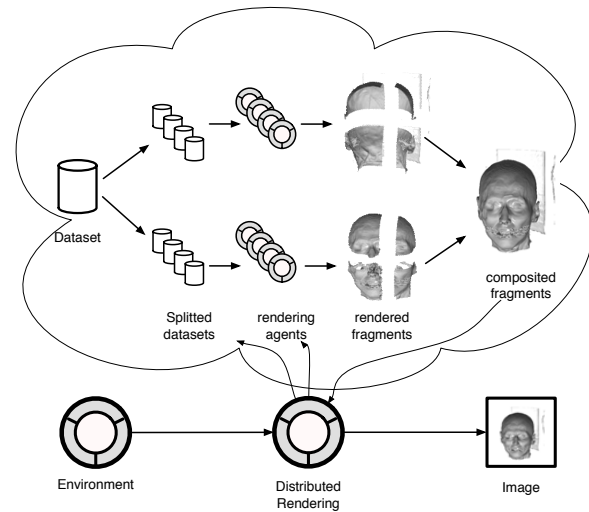 Dataset
Splitted
datasets
rendering
agents
rendered
fragments
composited
fragments
Environment
Distributed
Rendering
Image